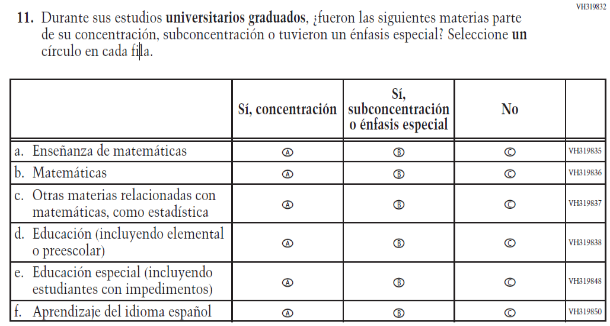 VH319832
11. Durante sus estudios universitarios graduados, ¿fueron las siguientes materias parte
de su concentración, subconcentración o tuvieron un énfasis especial? Seleccione un
círculo en cada fila.
Sí, concentración
Sí,
subconcentración
o énfasis especial
No
a. Enseñanza de matemáticas A B C VH319835
b. Matemáticas A B C VH319836
c. Otras materias relacionadas con
matemáticas, como estadística A B C VH319837
d. Educación (incluyendo elemental
o preescolar) A B C VH319838
e. Educación especial (incluyendo
estudiantes con impedimentos) A B C VH319848
f. Aprendizaje del idioma español A B C VH319850